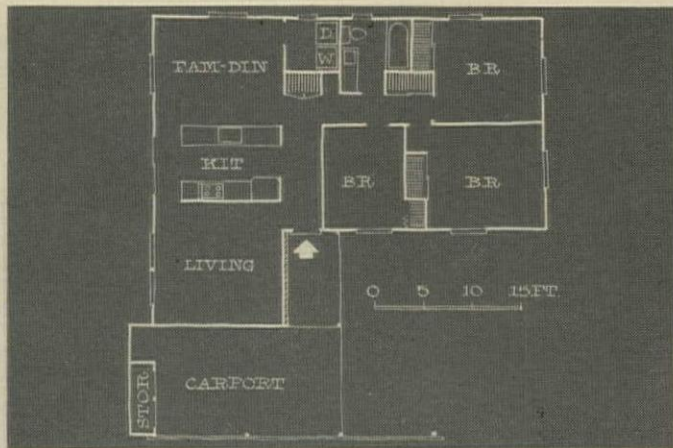 D
W
FAM-DIN
BR
KIT
BR
BR
LIVING
0 5 10 15FT.
STOR
CARPORT